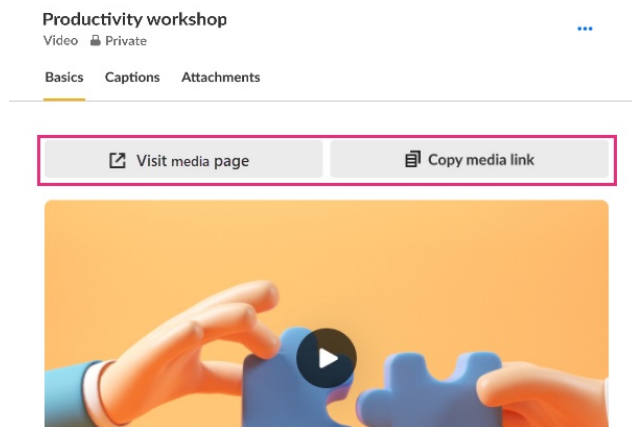 Productivity workshop
Video Private
Basics Captions Attachments
Visit media page Copy media link